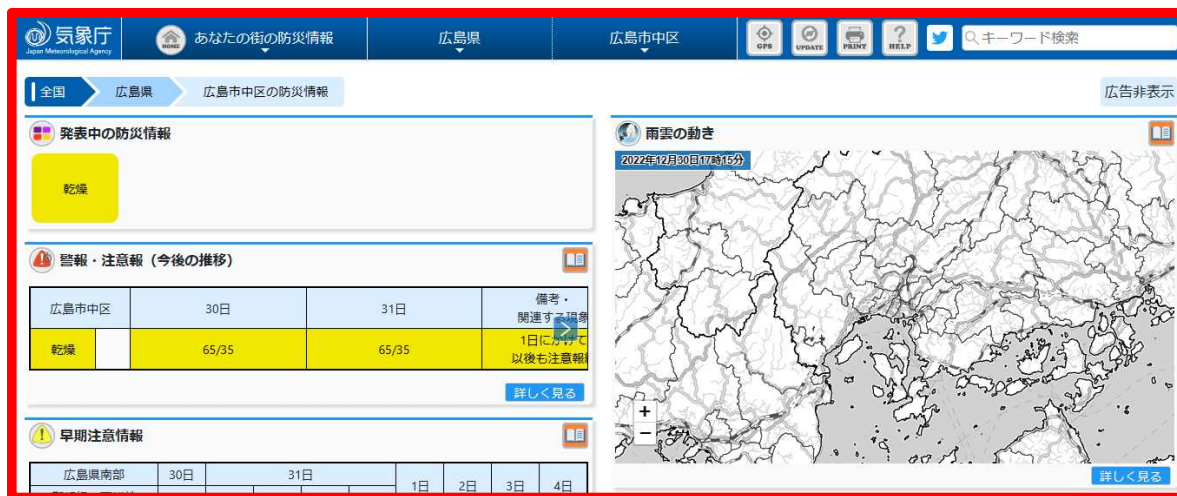 気象庁
Japan Meteorological Agency
HOME
あなたの街の防災情報
広島県
広島市中区
GPS
UPDATE
PRINT
HELP
キーワード検索
全国
広島県
広島市中区の防災情報
広告非表示
発表中の防災情報
乾燥
警報・注意報（今後の推移）
広島市中区 30日 31日 備考・
関連する現象
乾燥 65/35 65/35 1日にかけて
以後も注意報
詳しく見る
早期注意情報
広島県南部 30日 31日 1日 2日 3日 4日
雨雲の動き
2022年12月30日17時15分
+
−
詳しく見る